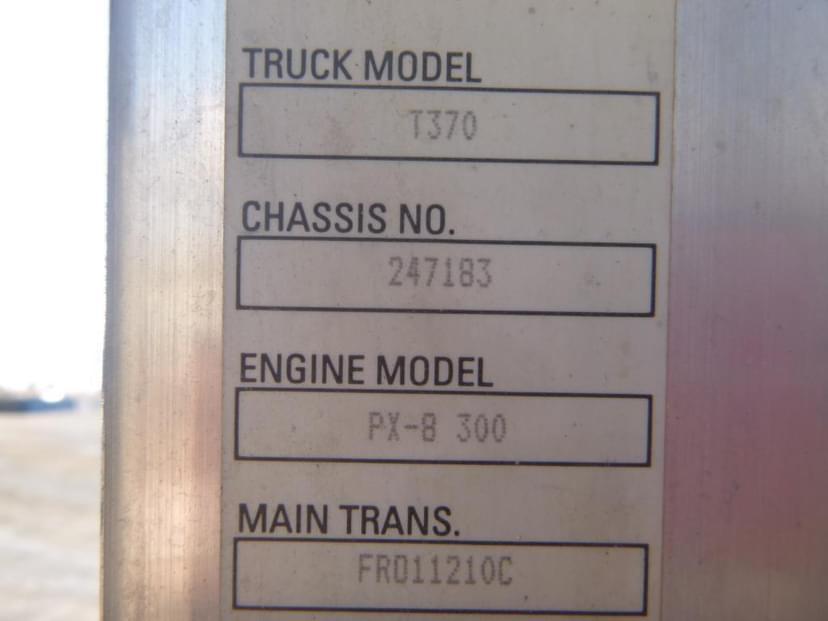 TRUCK MODEL
T370
CHASSIS NO.
247183
ENGINE MODEL
PX-8 300
MAIN TRANS.
FRO11210C